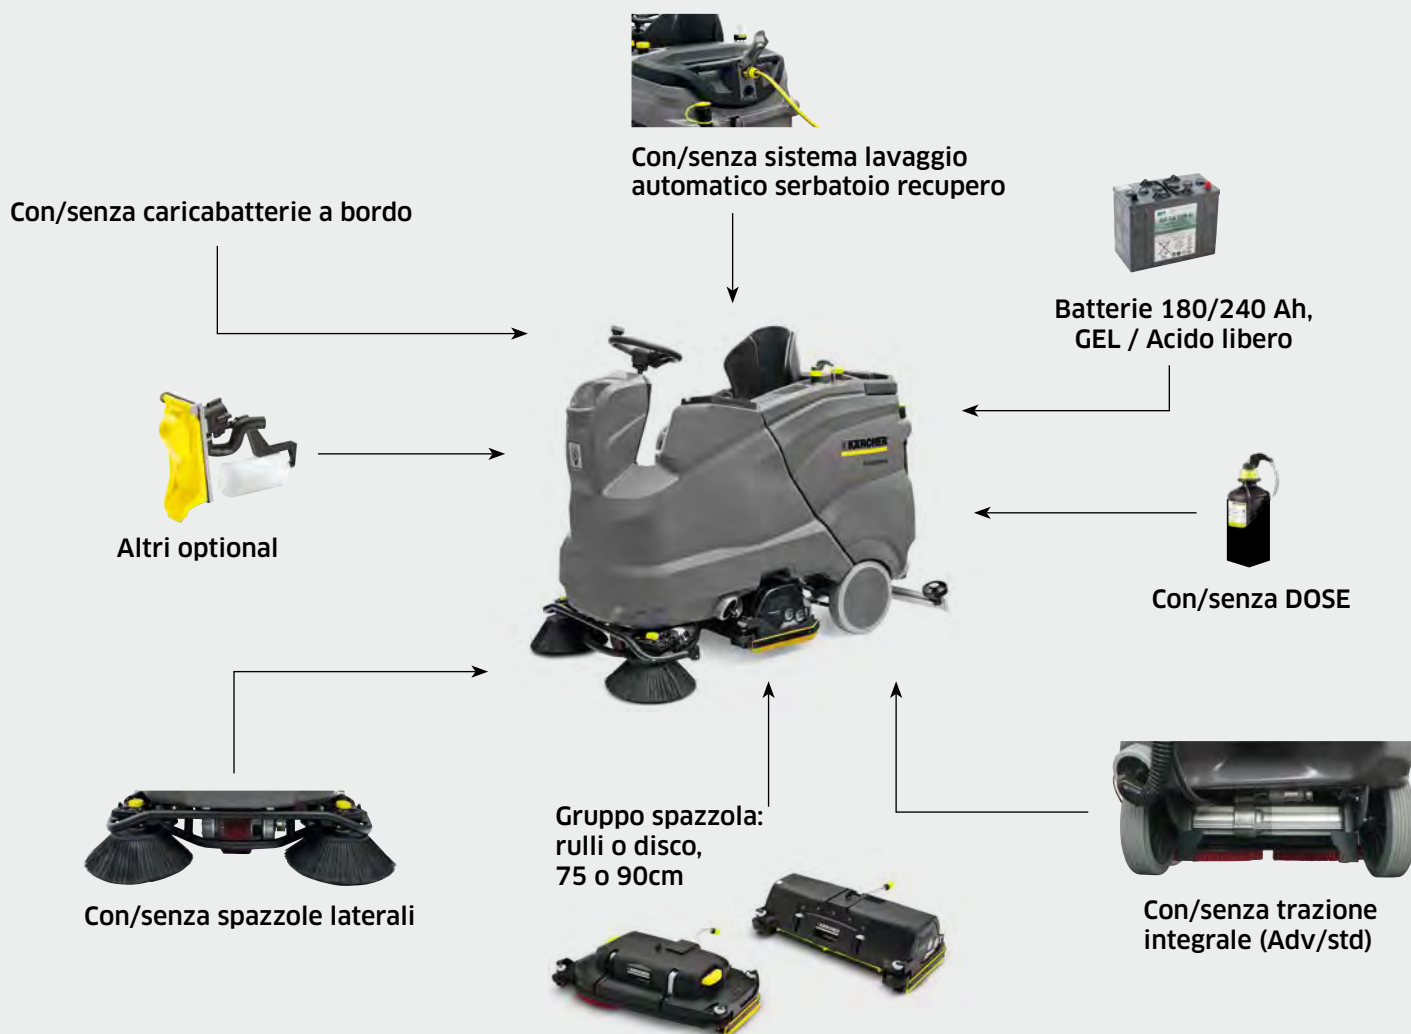 Con/senza sistema lavaggio
automatico serbatoio recupero
Con/senza caricabatterie a bordo
Batterie 180/240 Ah,
GEL / Acido libero
KÄRCHER
Altri optional
Con/senza DOSE
Con/senza spazzole laterali
Gruppo spazzola:
rulli o disco,
75 o 90cm
Con/senza trazione
integrale (Adv/std)